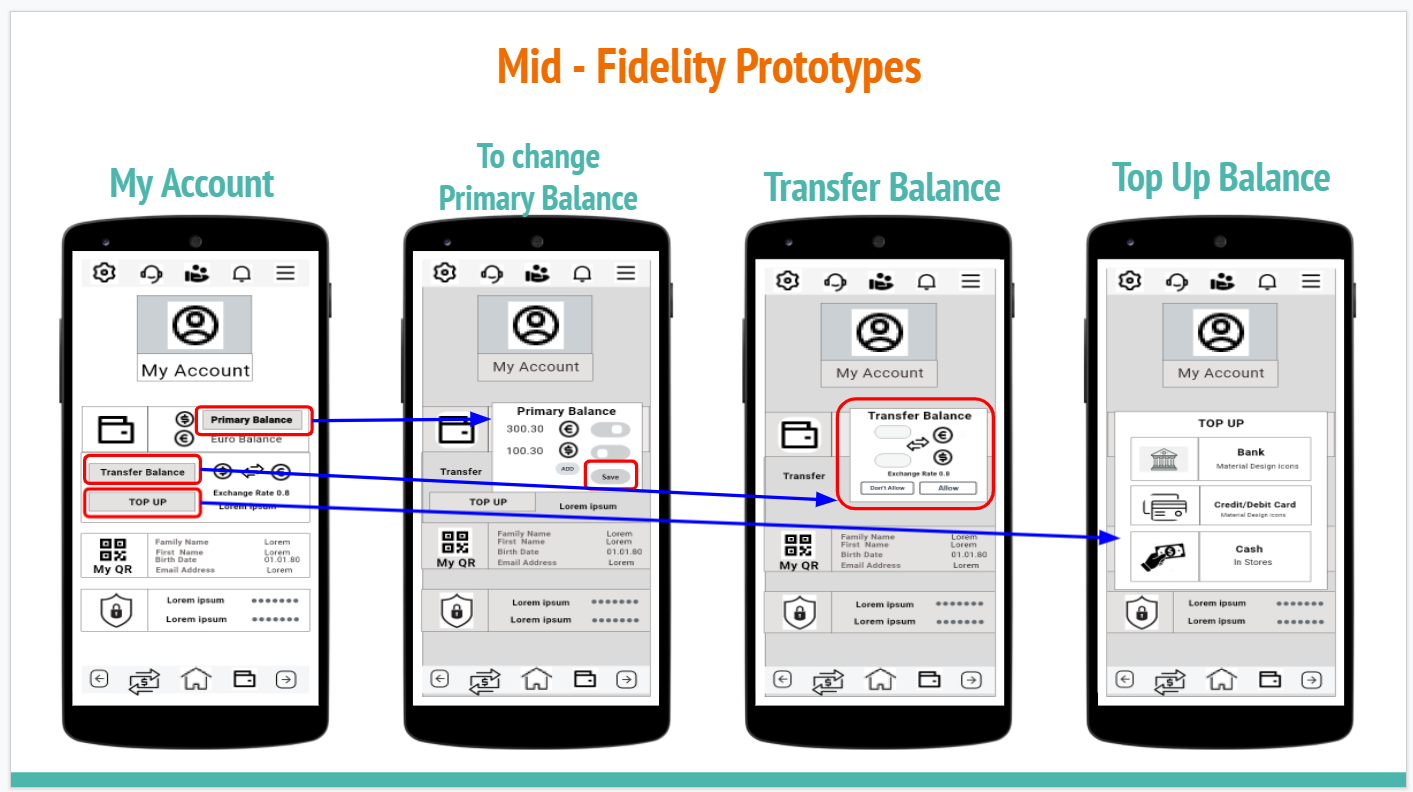 Mid - Fidelity Prototypes
My Account
To change
Primary Balance
Transfer Balance
Top Up Balance
My Account
Primary Balance
Euro Balance
Transfer Balance
Exchange Rate 0.8
TOP UP
Lorem ipsum
My QR
Family Name Lorem
First Name Lorem
Birth Date 01.01.80
Email Address Lorem
Lorem ipsum
Lorem ipsum
My Account
Primary Balance
300.30
100.30
ADD
Save
Transfer
TOP UP
Lorem ipsum
My QR
Family Name Lorem
First Name Lorem
Birth Date 01.01.80
Email Address Lorem
Lorem ipsum
Lorem ipsum
My Account
Transfer Balance
Exchange Rate 0.8
Don't Allow Allow
Transfer
My QR
Family Name Lorem
First Name Lorem
Birth Date 01.01.80
Email Address Lorem
Lorem ipsum
Lorem ipsum
My Account
TOP UP
Bank
Material Design icons
Credit/Debit Card
Material Design icons
Cash
In Stores
Lorem ipsum
Lorem ipsum